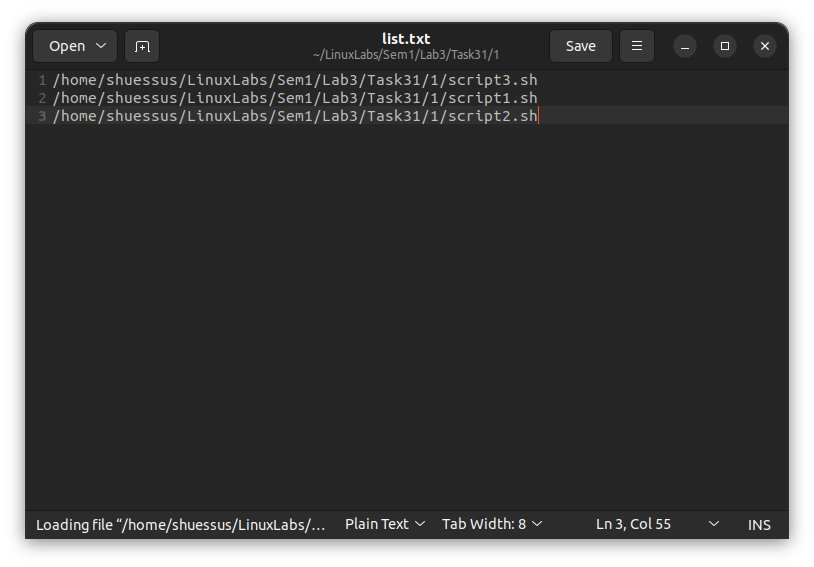 Open
list.txt
~/LinuxLabs/Sem1/Lab3/Task31/1
Save
1 /home/shuessus/LinuxLabs/Sem1/Lab3/Task31/1/script3.sh
2 /home/shuessus/LinuxLabs/Sem1/Lab3/Task31/1/script1.sh
3 /home/shuessus/LinuxLabs/Sem1/Lab3/Task31/1/script2.sh
Loading file “/home/shuessus/LinuxLabs/… Plain Text Tab Width: 8 Ln 3, Col 55 INS